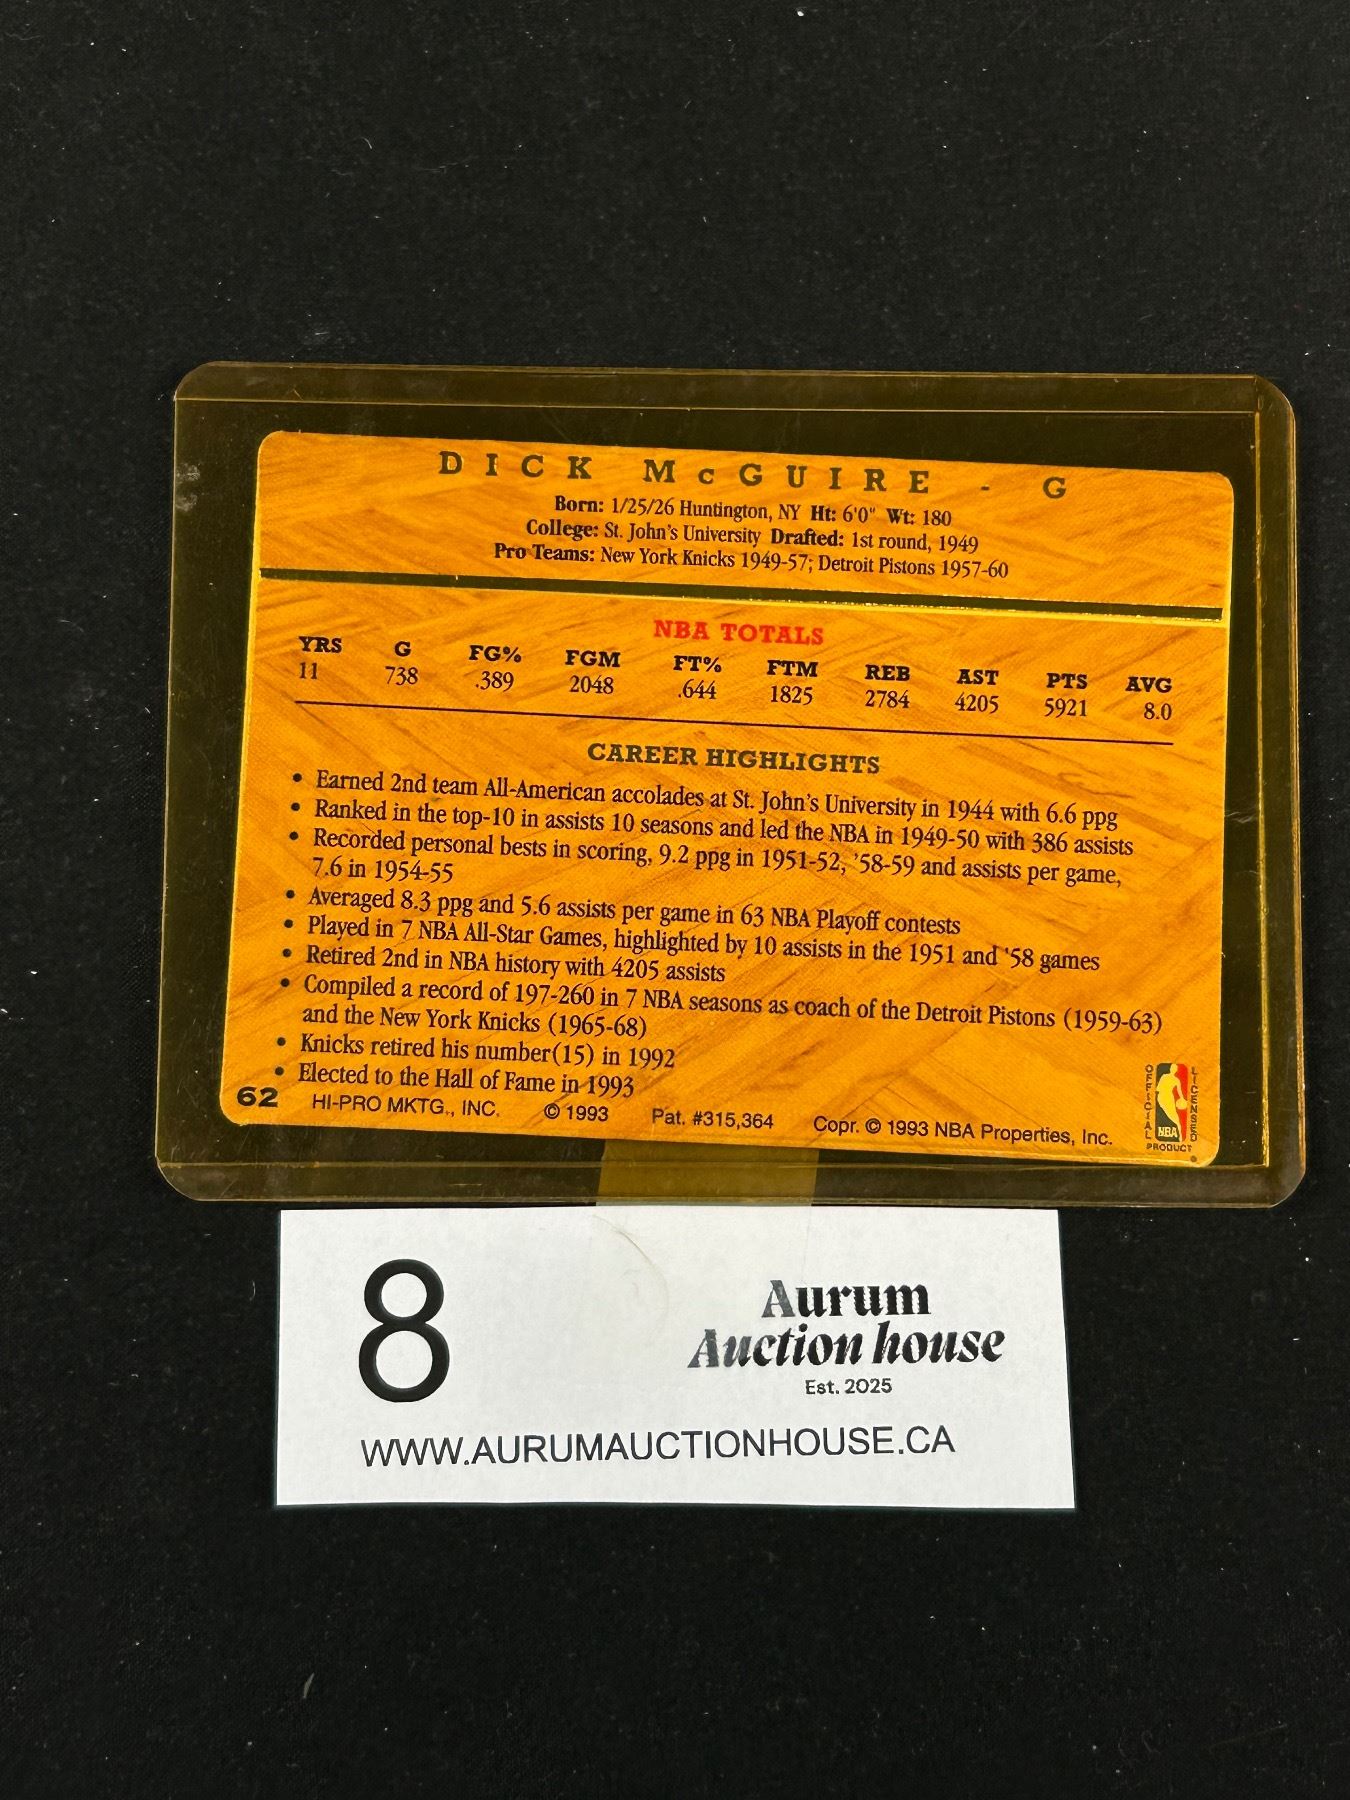 DICK McGUIRE - G
Born: 1/25/26 Huntington, NY Ht: 6'0" Wt: 180
College: St. John's University Drafted: 1st round, 1949
Pro Teams: New York Knicks 1949-57; Detroit Pistons 1957-60
NBA TOTALS
YRS G FG% FGM FT% FTM REB AST PTS AVG
11 738 .389 2048 .644 1825 2784 4205 5921 8.0
CAREER HIGHLIGHTS
• Earned 2nd team All-American accolades at St. John's University in 1944 with 6.6 ppg
• Ranked in the top-10 in assists 10 seasons and led the NBA in 1949-50 with 386 assists
• Recorded personal bests in scoring, 9.2 ppg in 1951-52, '58-59 and assists per game,
7.6 in 1954-55
• Averaged 8.3 ppg and 5.6 assists per game in 63 NBA Playoff contests
• Played in 7 NBA All-Star Games, highlighted by 10 assists in the 1951 and '58 games
• Retired 2nd in NBA history with 4205 assists
• Compiled a record of 197-260 in 7 NBA seasons as coach of the Detroit Pistons (1959-63)
and the New York Knicks (1965-68)
• Knicks retired his number(15) in 1992
• Elected to the Hall of Fame in 1993
62 HI-PRO MKTG., INC. © 1993 Pat. #315,364 Copr. © 1993 NBA Properties, Inc.
OFFICIAL LICENSED
NBA
PRODUCT
8
Aurum
Auction house
Est. 2025
WWW.AURUMAUCTIONHOUSE.CA